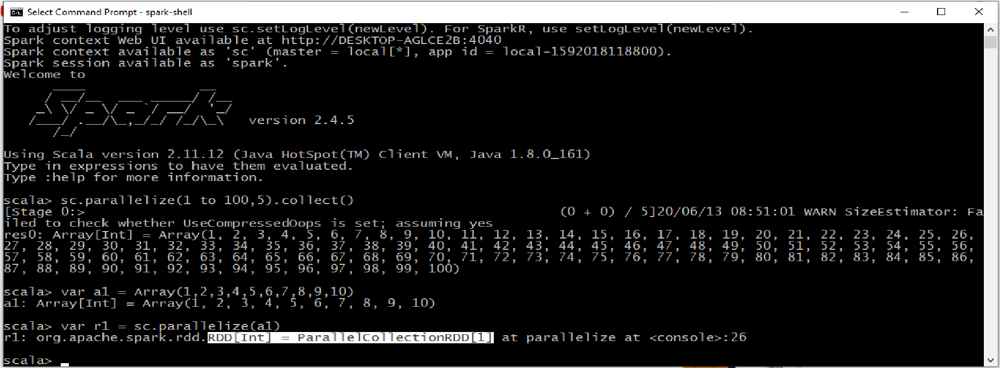 Select Command Prompt - spark-shell
To adjust logging level use sc.setLogLevel(newLevel). For SparkR, use setLogLevel(newLevel).
Spark context Web UI available at http://DESKTOP-AGLCE2B:4040
Spark context available as 'sc' (master = local[*], app id = local-1592018118800).
Spark session available as 'spark'.
Welcome to
Spark
version 2.4.5
Using Scala version 2.11.12 (Java HotSpot(TM) Client VM, Java 1.8.0_161)
Type in expressions to have them evaluated.
Type :help for more information.
scala> sc.parallelize(1 to 100,5).collect()
[Stage 0:> (0 + 0) / 5]20/06/13 08:51:01 WARN SizeEstimator: Fa
iled to check whether UseCompressedOops is set; assuming yes
res0: Array[Int] = Array(1, 2, 3, 4, 5, 6, 7, 8, 9, 10, 11, 12, 13, 14, 15, 16, 17, 18, 19, 20, 21, 22, 23, 24, 25, 26,
27, 28, 29, 30, 31, 32, 33, 34, 35, 36, 37, 38, 39, 40, 41, 42, 43, 44, 45, 46, 47, 48, 49, 50, 51, 52, 53, 54, 55, 56,
57, 58, 59, 60, 61, 62, 63, 64, 65, 66, 67, 68, 69, 70, 71, 72, 73, 74, 75, 76, 77, 78, 79, 80, 81, 82, 83, 84, 85, 86,
87, 88, 89, 90, 91, 92, 93, 94, 95, 96, 97, 98, 99, 100)
scala> var a1 = Array(1,2,3,4,5,6,7,8,9,10)
a1: Array[Int] = Array(1, 2, 3, 4, 5, 6, 7, 8, 9, 10)
scala> var r1 = sc.parallelize(a1)
r1: org.apache.spark.rdd.RDD[Int] = ParallelCollectionRDD[1] at parallelize at <console>:26
scala>